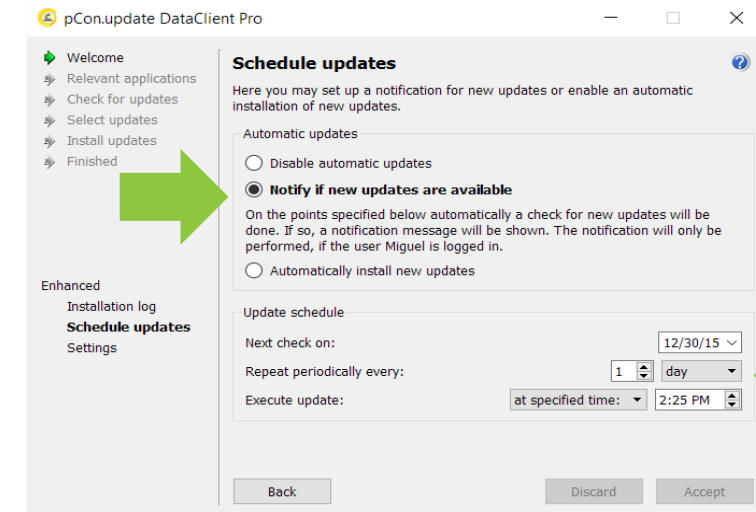 pCon.update DataClient Pro
Welcome
Relevant applications
Check for updates
Select updates
Install updates
Finished
Enhanced
Installation log
Schedule updates
Settings
Schedule updates
Here you may set up a notification for new updates or enable an automatic
installation of new updates.
Automatic updates
Disable automatic updates
Notify if new updates are available
On the points specified below automatically a check for new updates will be
done. If so, a notification message will be shown. The notification will only be
performed, if the user Miguel is logged in.
Automatically install new updates
Update schedule
Next check on: 12/30/15
Repeat periodically every: 1 day
Execute update: at specified time: 2:25 PM
Back Discard Accept